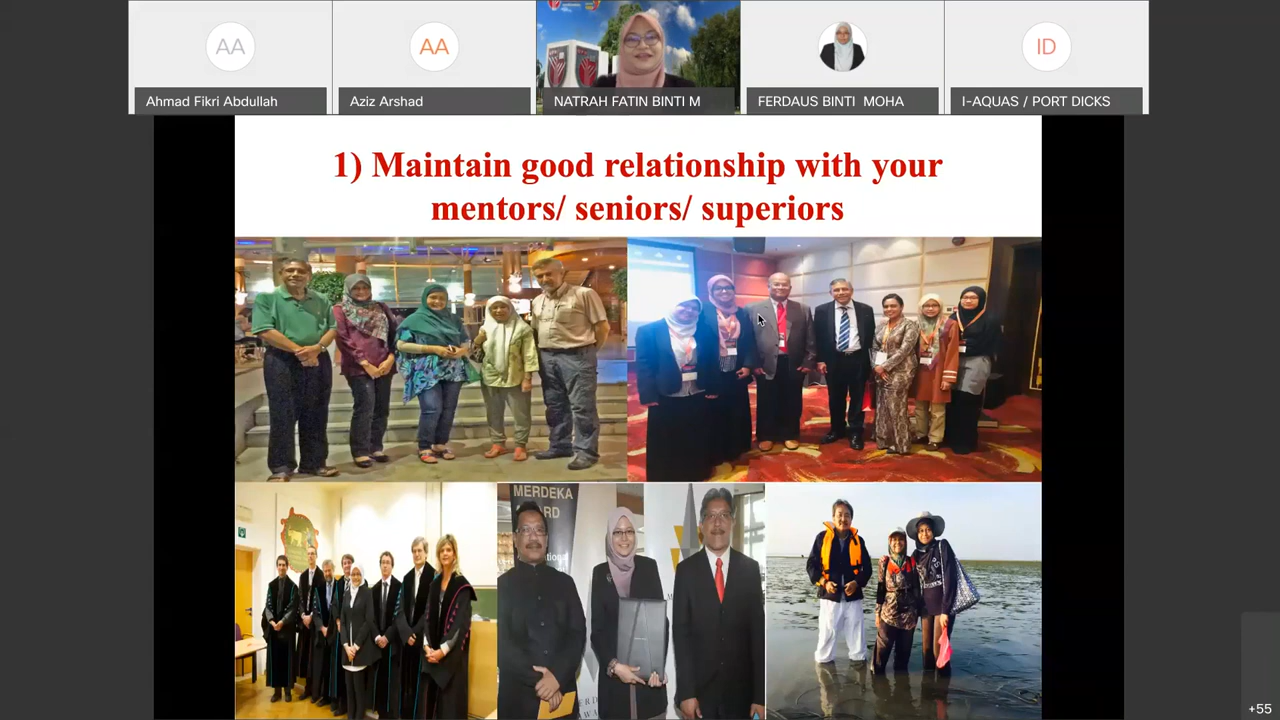 AA
AA
ID
Ahmad Fikri Abdullah
Aziz Arshad
NATRAH FATIN BINTI M
FERDAUS BINTI MOHA
I-AQUAS / PORT DICKS
1) Maintain good relationship with your
mentors/ seniors/ superiors
MERDEKA
+55